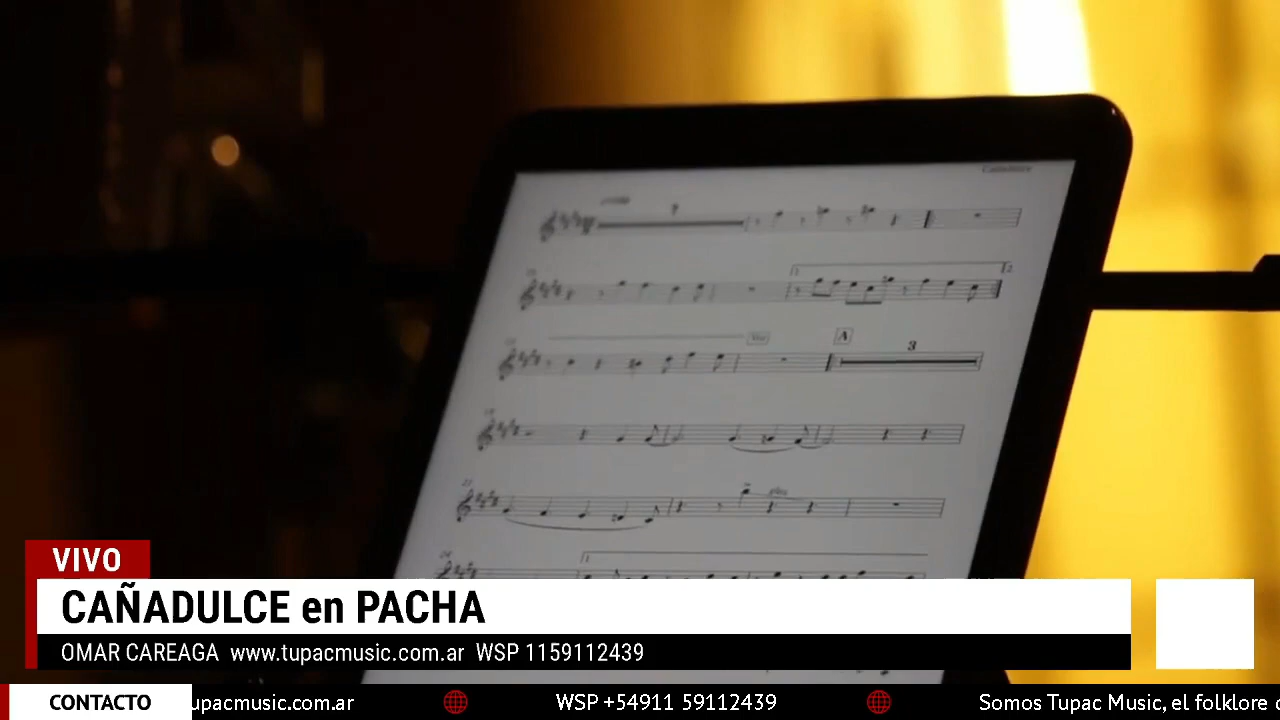 3
A
VIVO
CAÑADULCE en PACHA
OMAR CAREAGA www.tupacmusic.com.ar WSP 1159112439
CONTACTO upacmusic.com.ar WSP +54911 59112439 Somos Tupac Music, el folklore